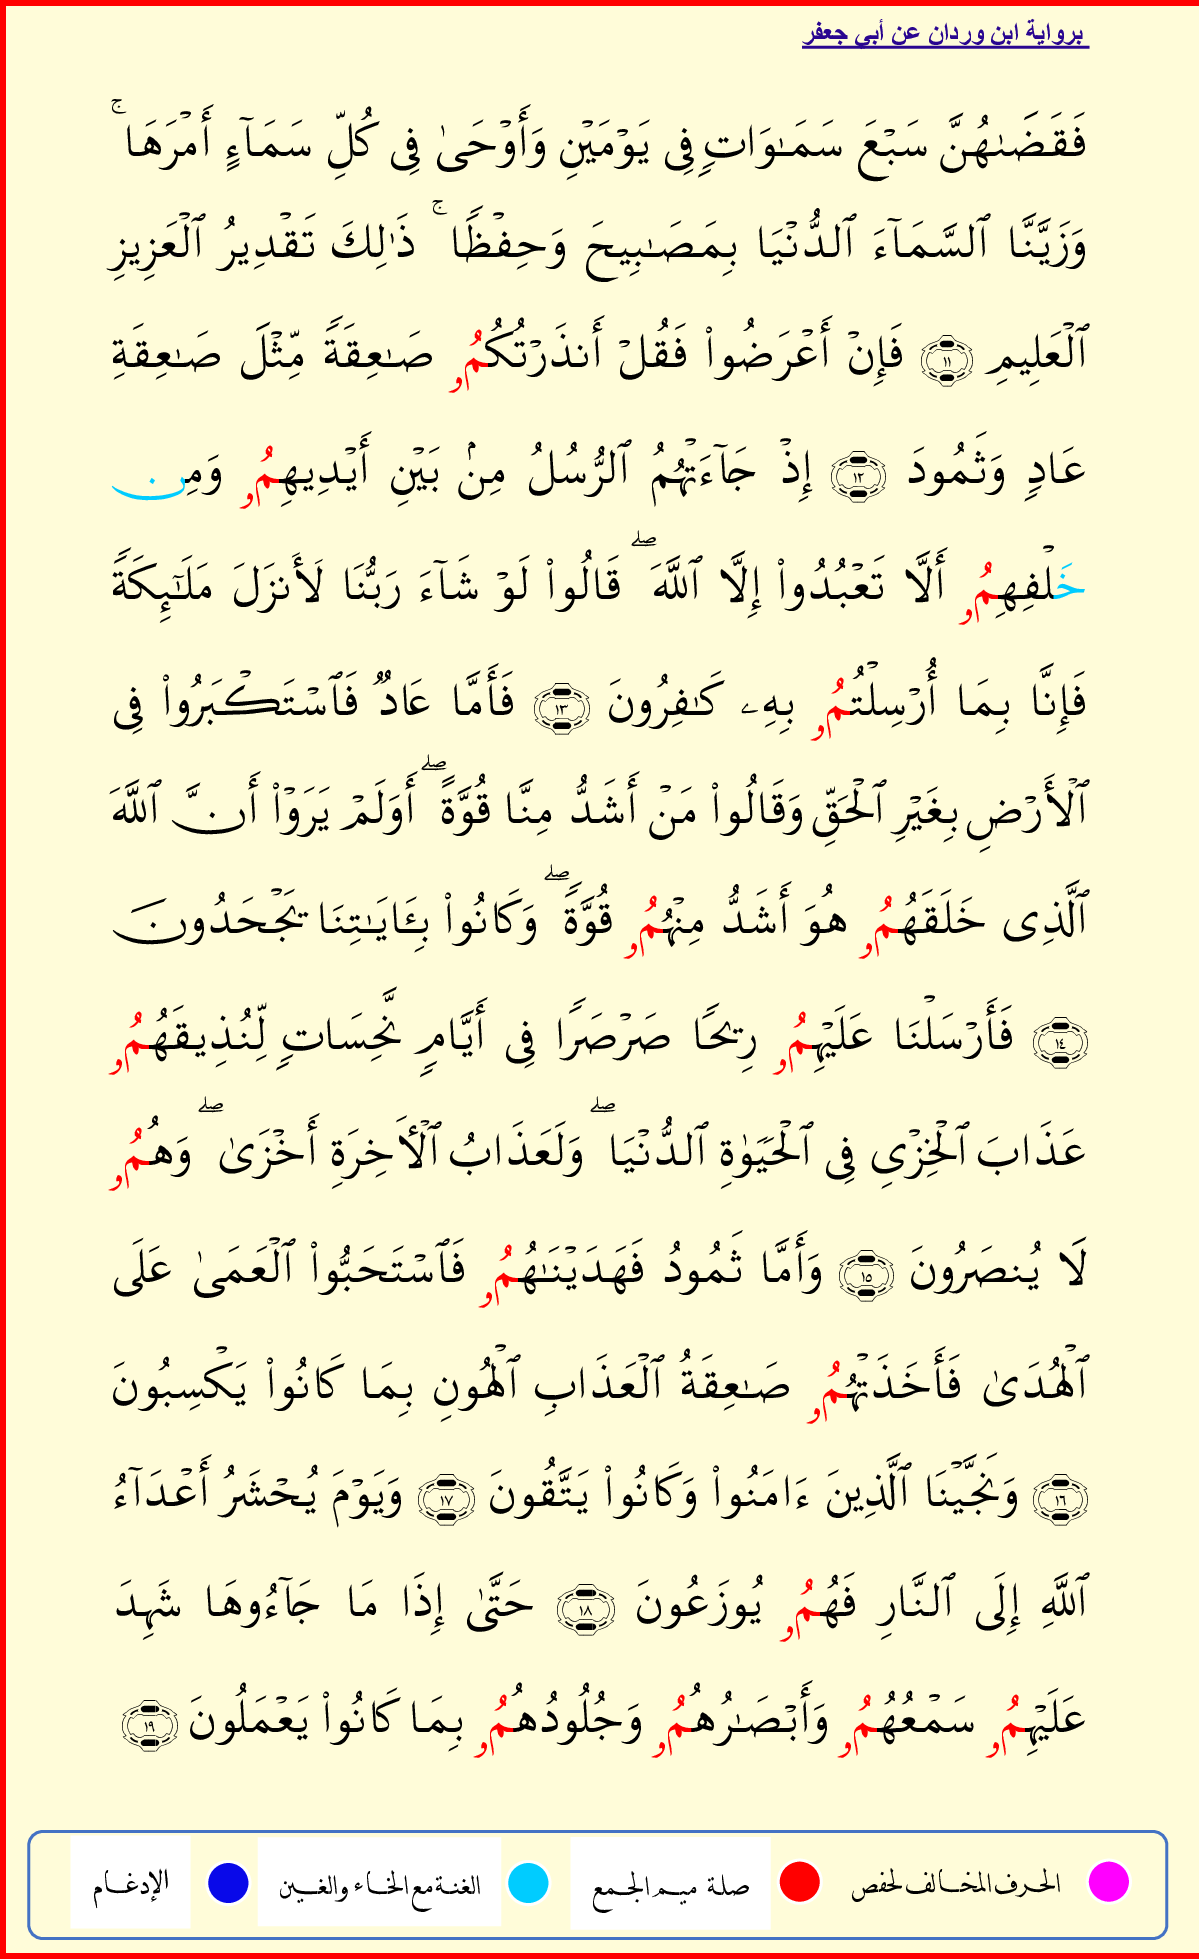 برواية ابن وردان عن أبي جعفر
فَقَضَىٰهُنَّ سَبۡعَ سَمَٰوَاتٖ فِي يَوۡمَيۡنِ وَأَوۡحَىٰ فِي كُلِّ سَمَآءٍ أَمۡرَهَاۚ
وَزَيَّنَّا ٱلسَّمَآءَ ٱلدُّنۡيَا بِمَصَٰبِيحَ وَحِفۡظٗاۚ ذَٰلِكَ تَقۡدِيرُ ٱلۡعَزِيزِ
ٱلۡعَلِيمِ ١١ فَإِنۡ أَعۡرَضُواْ فَقُلۡ أَنذَرۡتُكُمُۥ صَٰعِقَةٗ مِّثۡلَ صَٰعِقَةِ
عَادٖ وَثَمُودَ ١٢ إِذۡ جَآءَتۡهُمُ ٱلرُّسُلُ مِنۢ بَيۡنِ أَيۡدِيهِمُۥ وَمِن
خَلۡفِهِمُۥ أَلَّا تَعۡبُدُواْ إِلَّا ٱللَّهَۖ قَالُواْ لَوۡ شَآءَ رَبُّنَا لَأَنزَلَ مَلَٰٓئِكَةٗ
فَإِنَّا بِمَا أُرۡسِلۡتُمُۥ بِهِۦ كَٰفِرُونَ ١٣ فَأَمَّا عَادٞ فَٱسۡتَكۡبَرُواْ فِي
ٱلۡأَرۡضِ بِغَيۡرِ ٱلۡحَقِّ وَقَالُواْ مَنۡ أَشَدُّ مِنَّا قُوَّةًۖ أَوَلَمۡ يَرَوۡاْ أَنَّ ٱللَّهَ
ٱلَّذِي خَلَقَهُمُۥ هُوَ أَشَدُّ مِنۡهُمُۥ قُوَّةٗۖ وَكَانُواْ بِـَٔايَٰتِنَا يَجۡحَدُونَ
١٤ فَأَرۡسَلۡنَا عَلَيۡهِمُۥ رِيحٗا صَرۡصَرٗا فِي أَيَّامٖ نَّحِسَاتٖ لِّنُذِيقَهُمُۥ
عَذَابَ ٱلۡخِزۡيِ فِي ٱلۡحَيَوٰةِ ٱلدُّنۡيَاۖ وَلَعَذَابُ ٱلۡأٓخِرَةِ أَخۡزَىٰۖ وَهُمُۥ
لَا يُنصَرُونَ ١٥ وَأَمَّا ثَمُودُ فَهَدَيۡنَٰهُمُۥ فَٱسۡتَحَبُّواْ ٱلۡعَمَىٰ عَلَى
ٱلۡهُدَىٰ فَأَخَذَتۡهُمُۥ صَٰعِقَةُ ٱلۡعَذَابِ ٱلۡهُونِ بِمَا كَانُواْ يَكۡسِبُونَ
١٦ وَنَجَّيۡنَا ٱلَّذِينَ ءَامَنُواْ وَكَانُواْ يَتَّقُونَ ١٧ وَيَوۡمَ يُحۡشَرُ أَعۡدَآءُ
ٱللَّهِ إِلَى ٱلنَّارِ فَهُمُۥ يُوزَعُونَ ١٨ حَتَّىٰ إِذَا مَا جَآءُوهَا شَهِدَ
عَلَيۡهِمُۥ سَمۡعُهُمُۥ وَأَبۡصَٰرُهُمُۥ وَجُلُودُهُمُۥ بِمَا كَانُواْ يَعۡمَلُونَ ١٩
الحرف المخالف لحفص صلة ميم الجمع الغنة مع الخاء والغين الإدغام